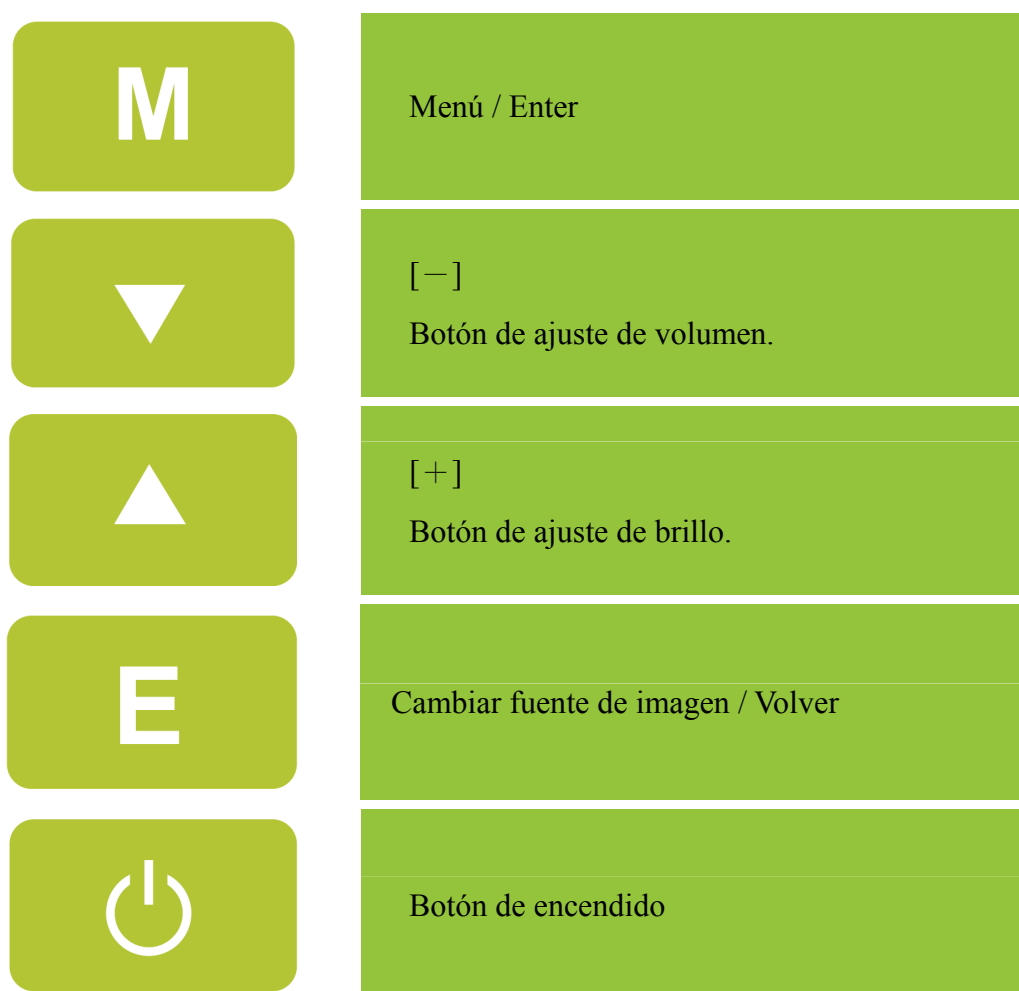 M
Menú / Enter
[－]
Botón de ajuste de volumen.
[＋]
Botón de ajuste de brillo.
E
Cambiar fuente de imagen / Volver
Botón de encendido